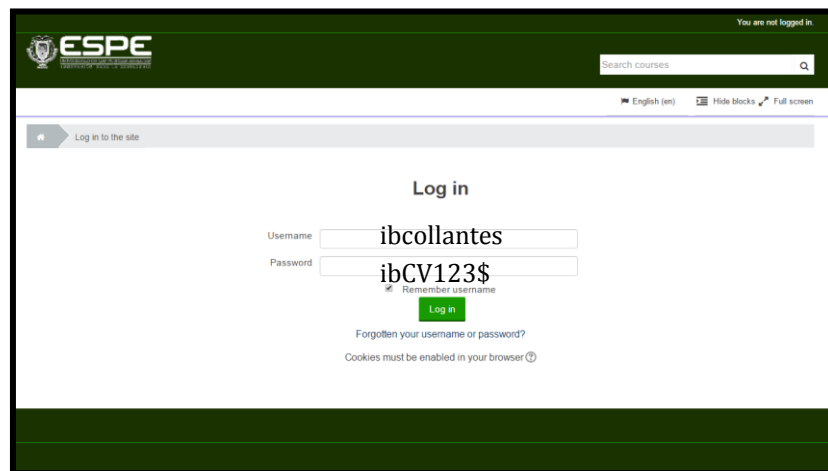 You are not logged in.
ESPE
Search courses
English (en) Hide blocks Full screen
Log in to the site
Log in
Username ibcollantes
Password ibCV123$
Remember username
Log in
Forgotten your username or password?
Cookies must be enabled in your browser